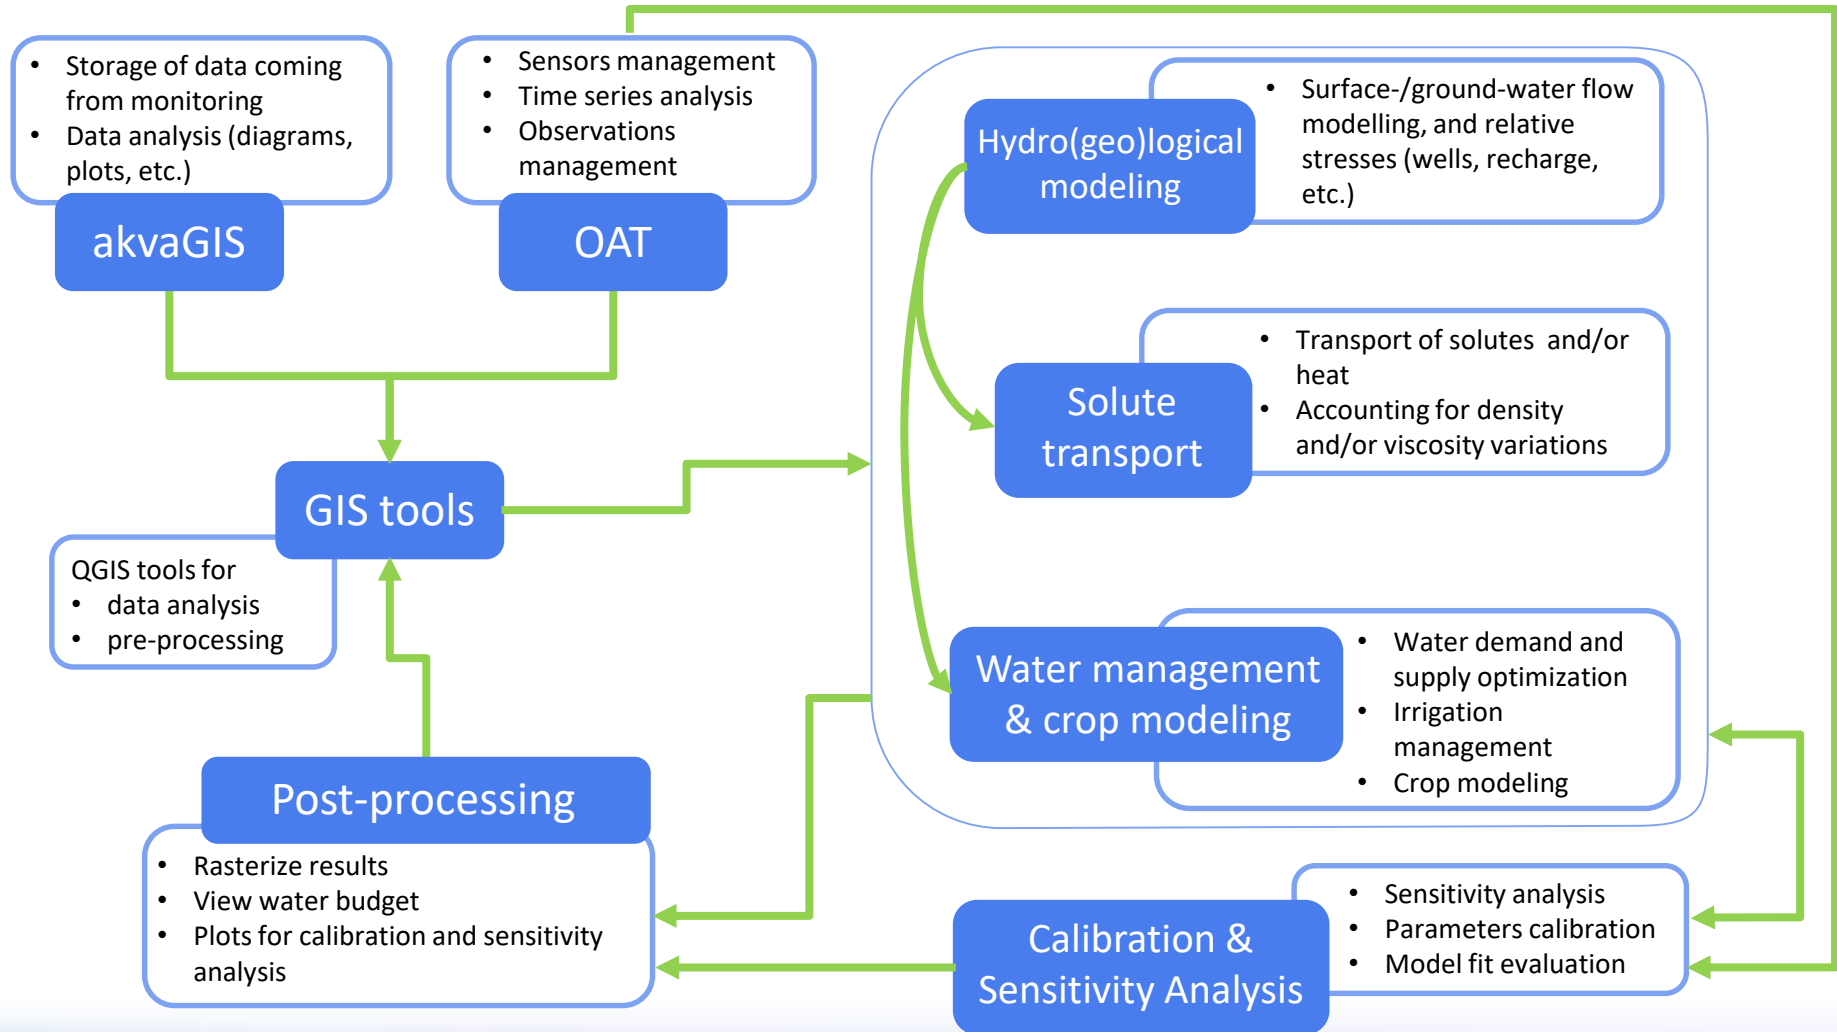 • Storage of data coming
from monitoring
• Data analysis (diagrams,
plots, etc.)
akvaGIS
• Sensors management
• Time series analysis
• Observations
management
OAT
Hydro(geo)logical
modeling
• Surface-/ground-water flow
modelling, and relative
stresses (wells, recharge,
etc.)
Solute
transport
• Transport of solutes and/or
heat
• Accounting for density
and/or viscosity variations
GIS tools
QGIS tools for
• data analysis
• pre-processing
Water management
& crop modeling
• Water demand and
supply optimization
• Irrigation
management
• Crop modeling
Post-processing
• Rasterize results
• View water budget
• Plots for calibration and sensitivity
analysis
Calibration &
Sensitivity Analysis
• Sensitivity analysis
• Parameters calibration
• Model fit evaluation